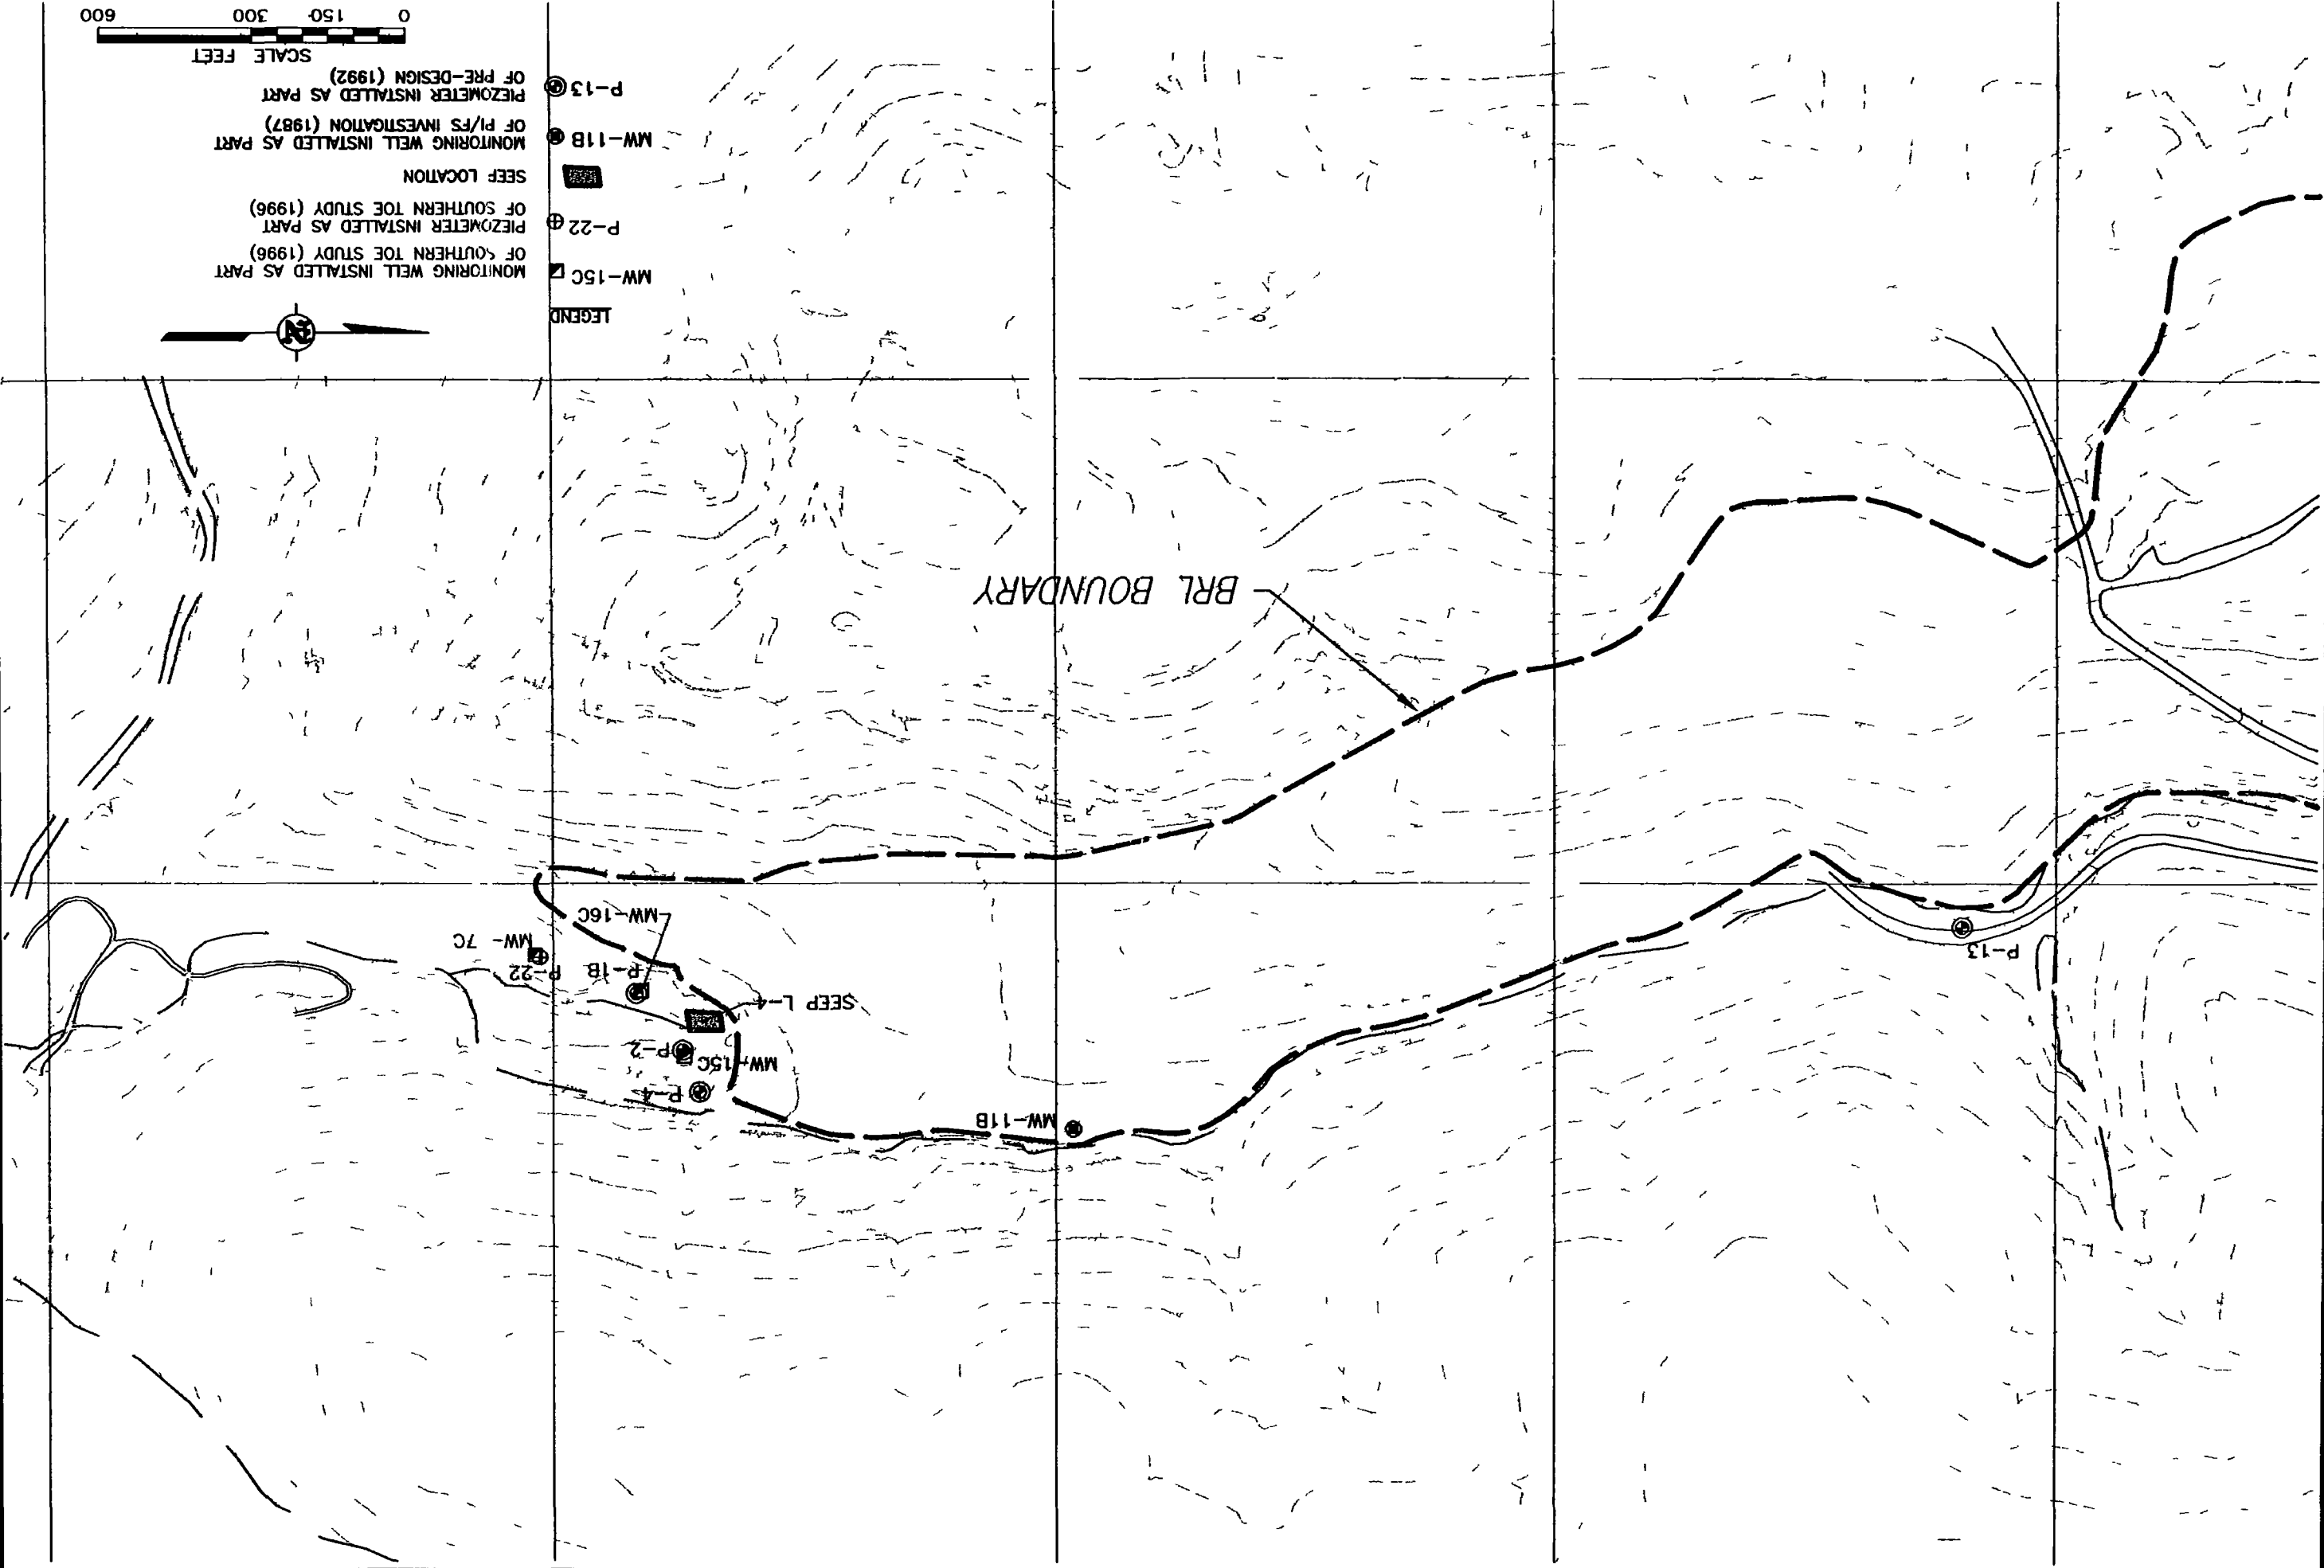 BRL BOUNDARY
P-13
MW-11B
P-4
MW-15C
P-2
SEEP L-4
P-1B
P-22
MW- 7C
MW-16C
LEGEND
MW-15C
MONITORING WELL INSTALLED AS PART
OF SOUTHERN TOE STUDY (1996)
P-22
PIEZOMETER INSTALLED AS PART
OF SOUTHERN TOE STUDY (1996)
SEEP LOCATION
MW-11B
MONITORING WELL INSTALLED AS PART
OF PI/FS INVESTIGATION (1987)
P-13
PIEZOMETER INSTALLED AS PART
OF PRE-DESIGN (1992)
SCALE FEET
0 150 300 600
N